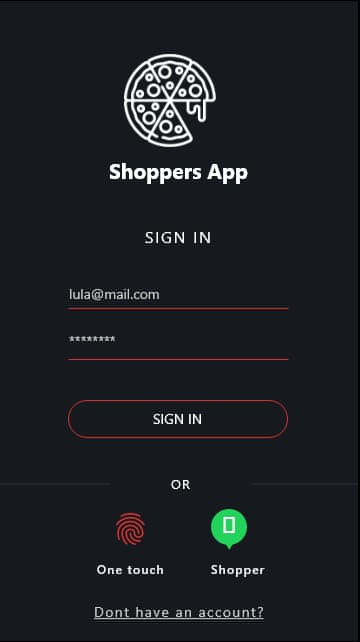 Shoppers App
SIGN IN
lula@mail.com
********
SIGN IN
OR
One touch
Shopper
Dont have an account?